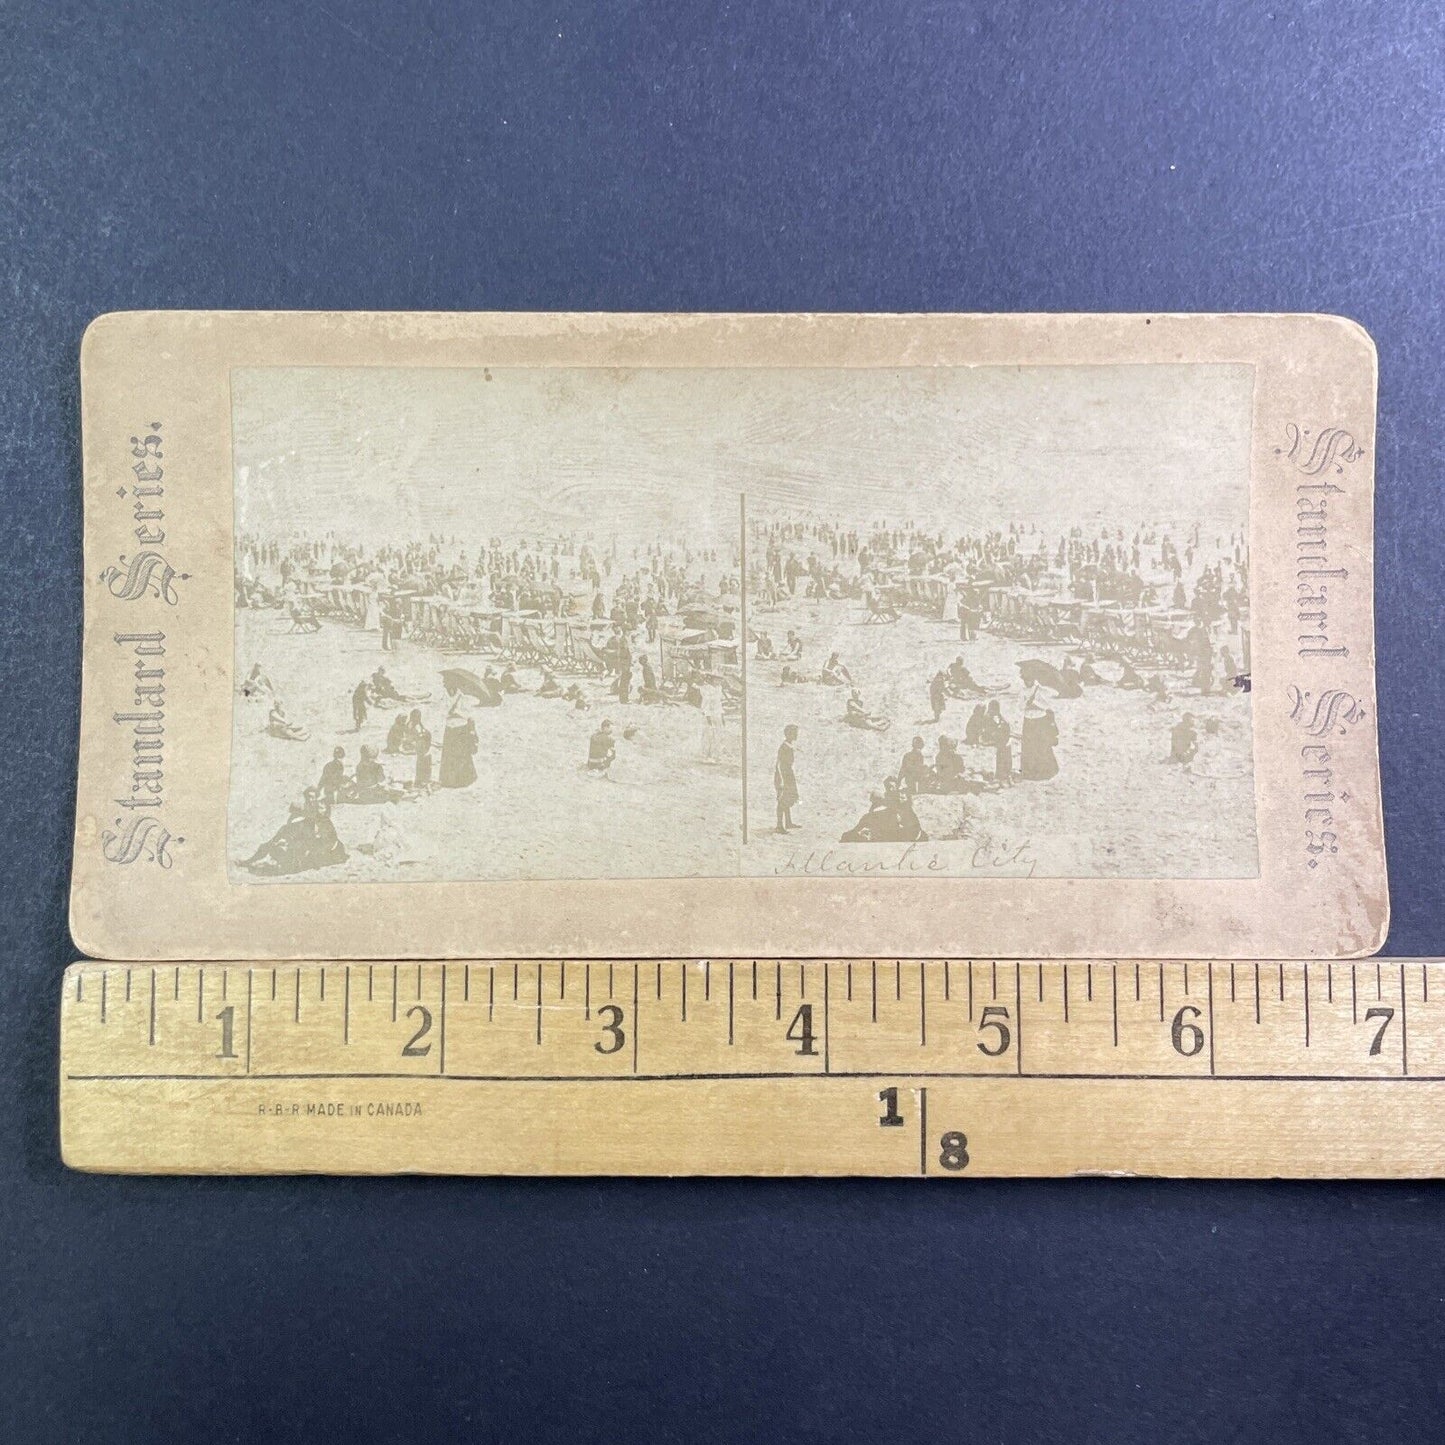 Standard Series.
Standard Series.
Atlantic City
1 2 3 4 5 6 7
R-B-R MADE IN CANADA
1
8